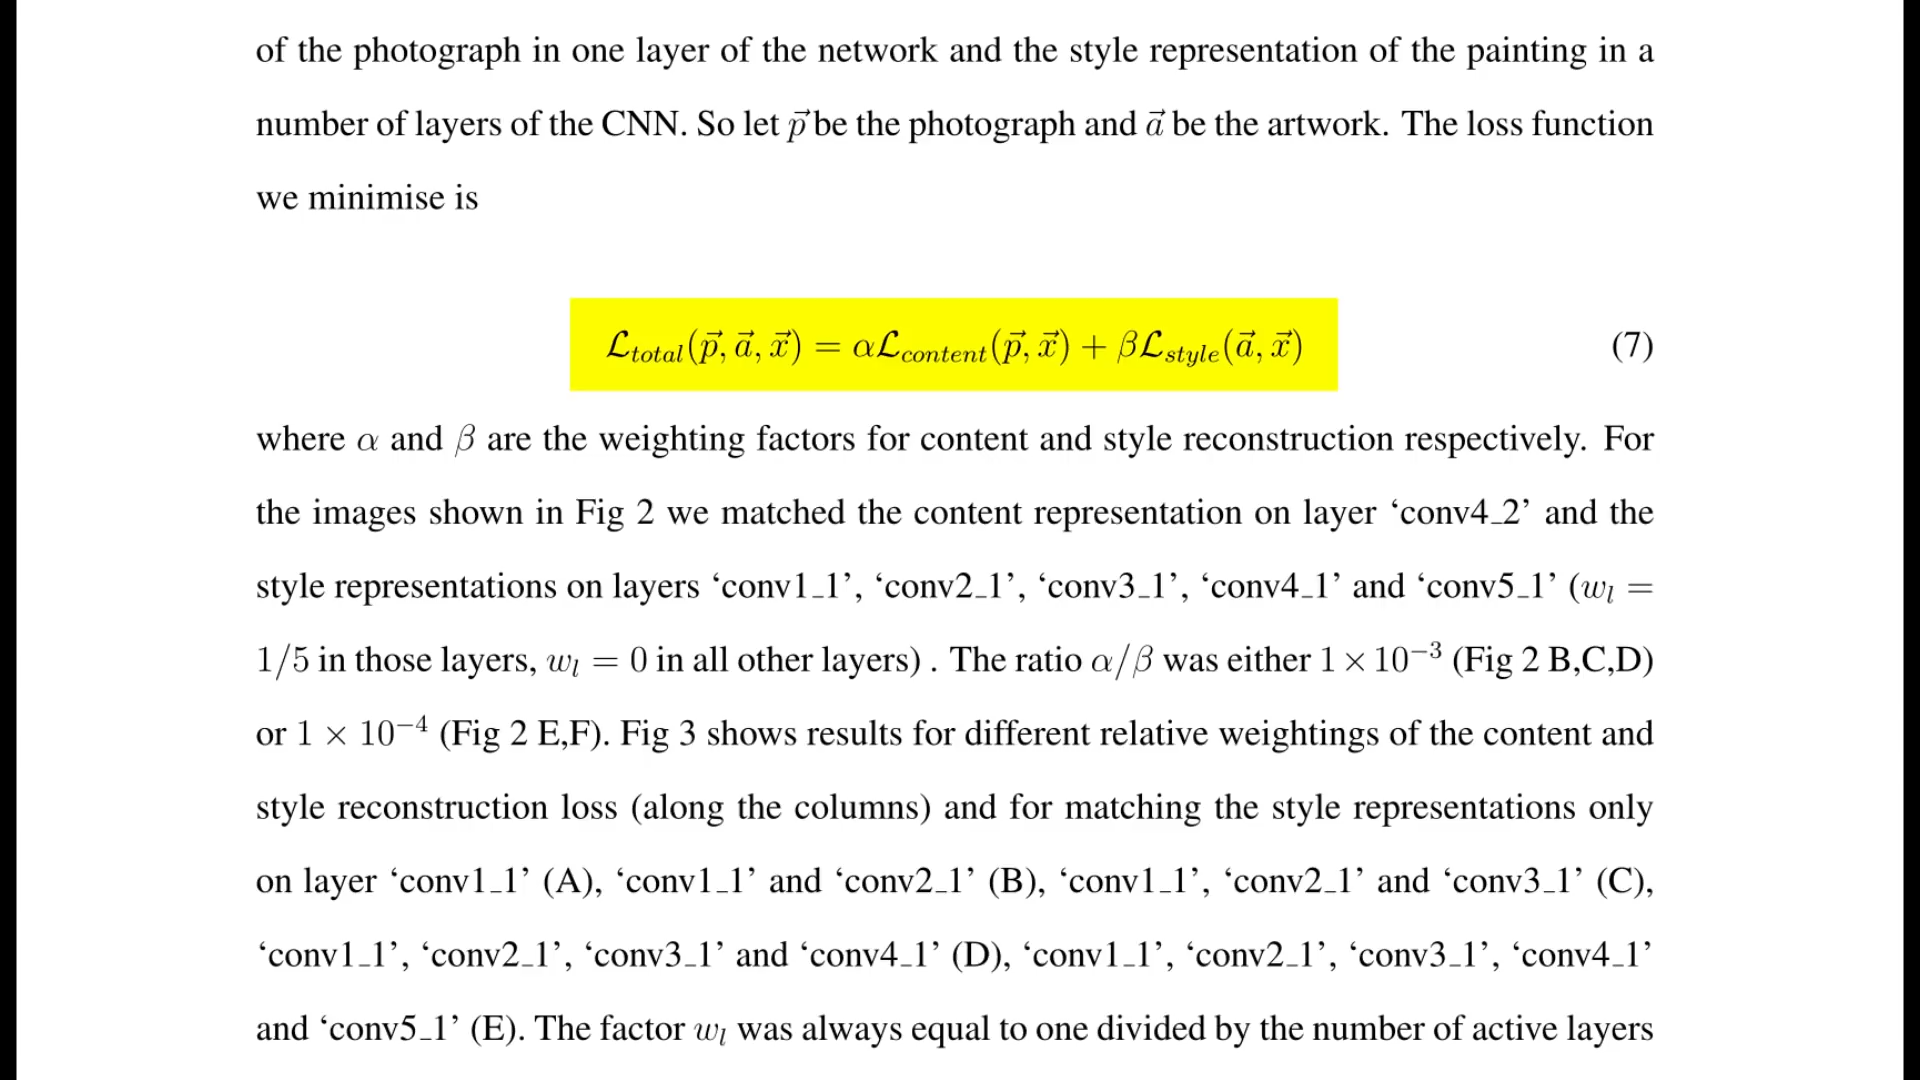 of the photograph in one layer of the network and the style representation of the painting in a
number of layers of the CNN. So let p⃗ be the photograph and a⃗ be the artwork. The loss function
we minimise is
ℒ_total(p⃗, a⃗, x⃗) = αℒ_content(p⃗, x⃗) + βℒ_style(a⃗, x⃗) (7)
where α and β are the weighting factors for content and style reconstruction respectively. For
the images shown in Fig 2 we matched the content representation on layer ‘conv4_2’ and the
style representations on layers ‘conv1_1’, ‘conv2_1’, ‘conv3_1’, ‘conv4_1’ and ‘conv5_1’ (w_l =
1/5 in those layers, w_l = 0 in all other layers) . The ratio α/β was either 1 × 10⁻³ (Fig 2 B,C,D)
or 1 × 10⁻⁴ (Fig 2 E,F). Fig 3 shows results for different relative weightings of the content and
style reconstruction loss (along the columns) and for matching the style representations only
on layer ‘conv1_1’ (A), ‘conv1_1’ and ‘conv2_1’ (B), ‘conv1_1’, ‘conv2_1’ and ‘conv3_1’ (C),
‘conv1_1’, ‘conv2_1’, ‘conv3_1’ and ‘conv4_1’ (D), ‘conv1_1’, ‘conv2_1’, ‘conv3_1’, ‘conv4_1’
and ‘conv5_1’ (E). The factor w_l was always equal to one divided by the number of active layers